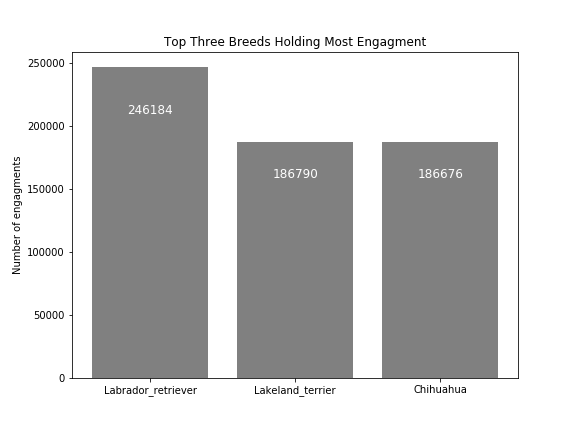 Top Three Breeds Holding Most Engagment
Number of engagments
250000
200000
150000
100000
50000
0
246184
186790
186676
Labrador_retriever
Lakeland_terrier
Chihuahua